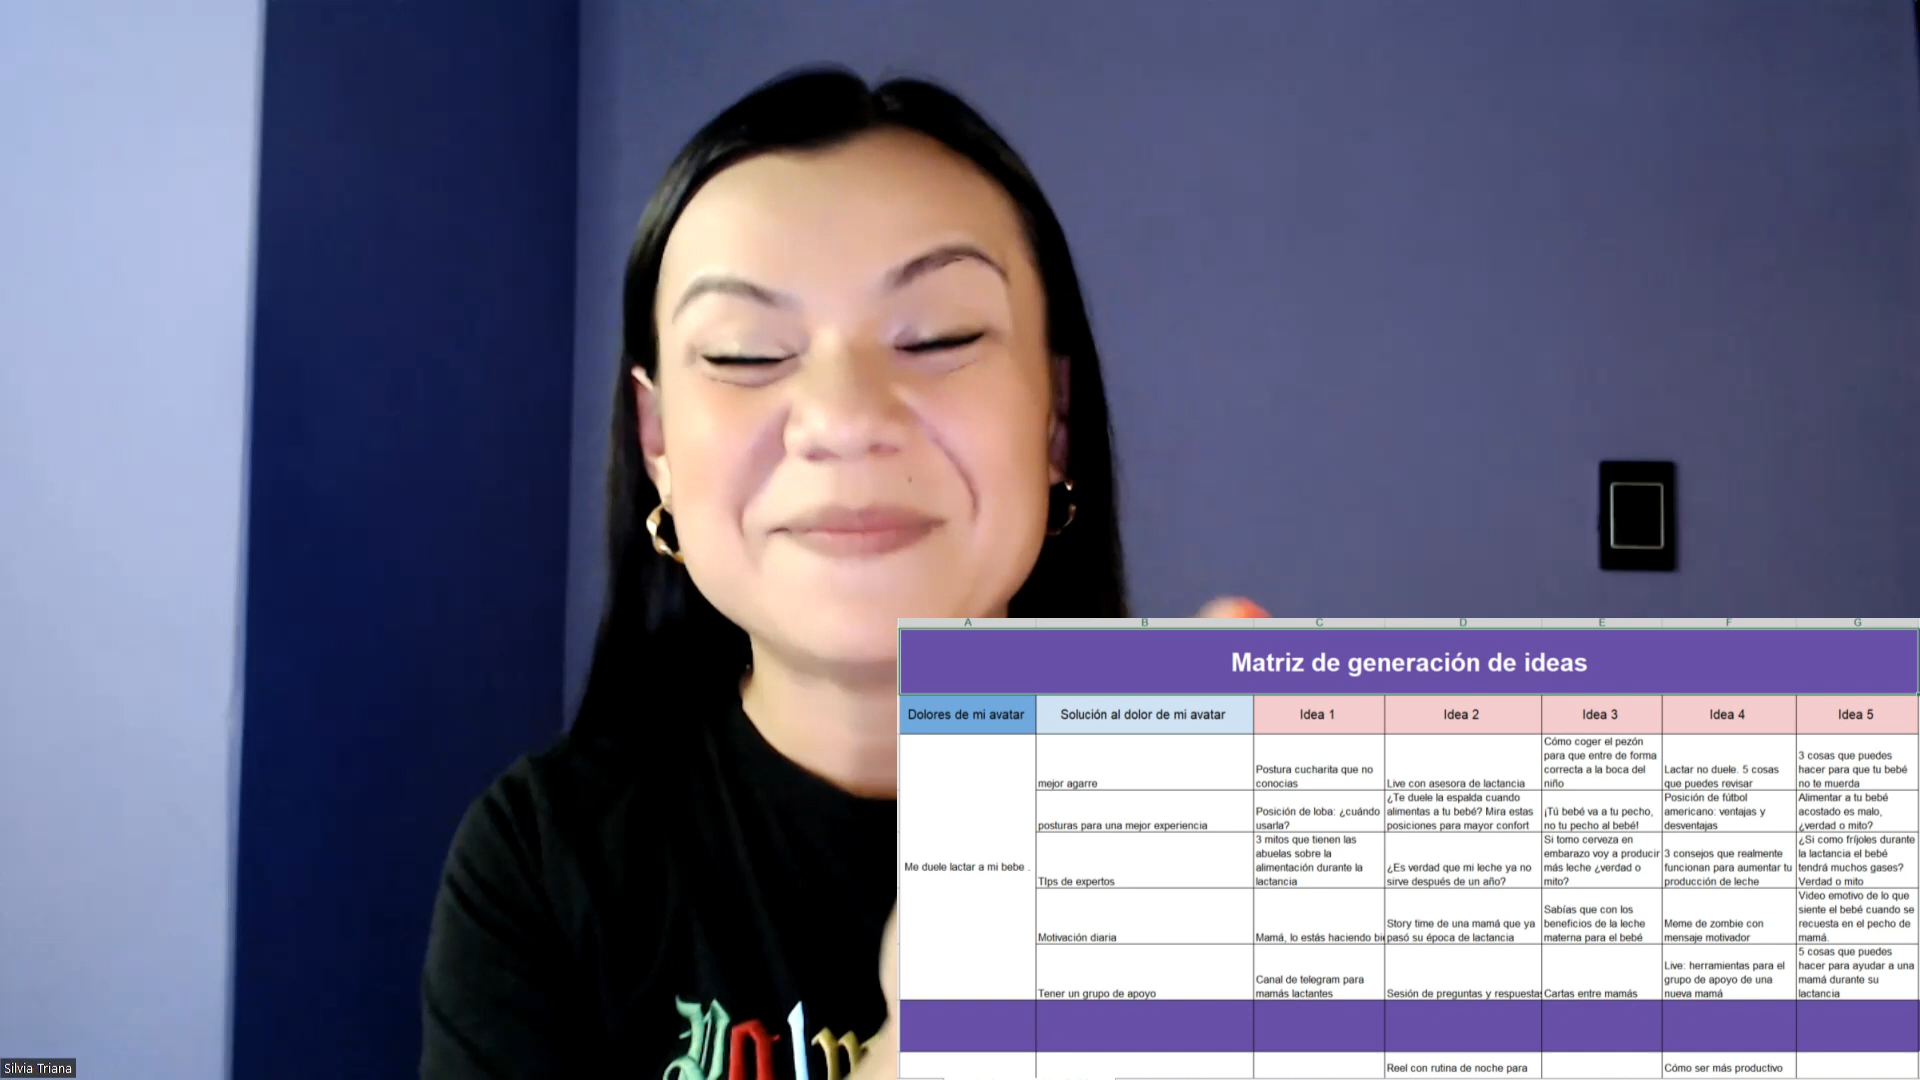 A B C D E F G
Matriz de generación de ideas
Dolores de mi avatar
Solución al dolor de mi avatar
Idea 1
Idea 2
Idea 3
Idea 4
Idea 5
Me duele lactar a mi bebe .
mejor agarre
Postura cucharita que no
conocias
Live con asesora de lactancia
Cómo coger el pezón
para que entre de forma
correcta a la boca del
niño
Lactar no duele. 5 cosas
que puedes revisar
3 cosas que puedes
hacer para que tu bebé
no te muerda
posturas para una mejor experiencia
Posición de loba: ¿cuándo
usarla?
¿Te duele la espalda cuando
alimentas a tu bebé? Mira estas
posiciones para mayor confort
¡Tú bebé va a tu pecho,
no tu pecho al bebé!
Posición de fútbol
americano: ventajas y
desventajas
Alimentar a tu bebé
acostado es malo,
¿verdad o mito?
TIps de expertos
3 mitos que tienen las
abuelas sobre la
alimentación durante la
lactancia
¿Es verdad que mi leche ya no
sirve después de un año?
Si tomo cerveza en
embarazo voy a producir
más leche ¿verdad o
mito?
3 consejos que realmente
funcionan para aumentar tu
producción de leche
¿Si como fríjoles durante
la lactancia el bebé
tendrá muchos gases?
Verdad o mito
Motivación diaria
Mamá, lo estás haciendo bi
Story time de una mamá que ya
pasó su época de lactancia
Sabías que con los
beneficios de la leche
materna para el bebé
Meme de zombie con
mensaje motivador
Video emotivo de lo que
siente el bebé cuando se
recuesta en el pecho de
mamá.
Tener un grupo de apoyo
Canal de telegram para
mamás lactantes
Sesión de preguntas y respuestas
Cartas entre mamás
Live: herramientas para el
grupo de apoyo de una
nueva mamá
5 cosas que puedes
hacer para ayudar a una
mamá durante su
lactancia
Reel con rutina de noche para
Cómo ser más productivo
Silvia Triana